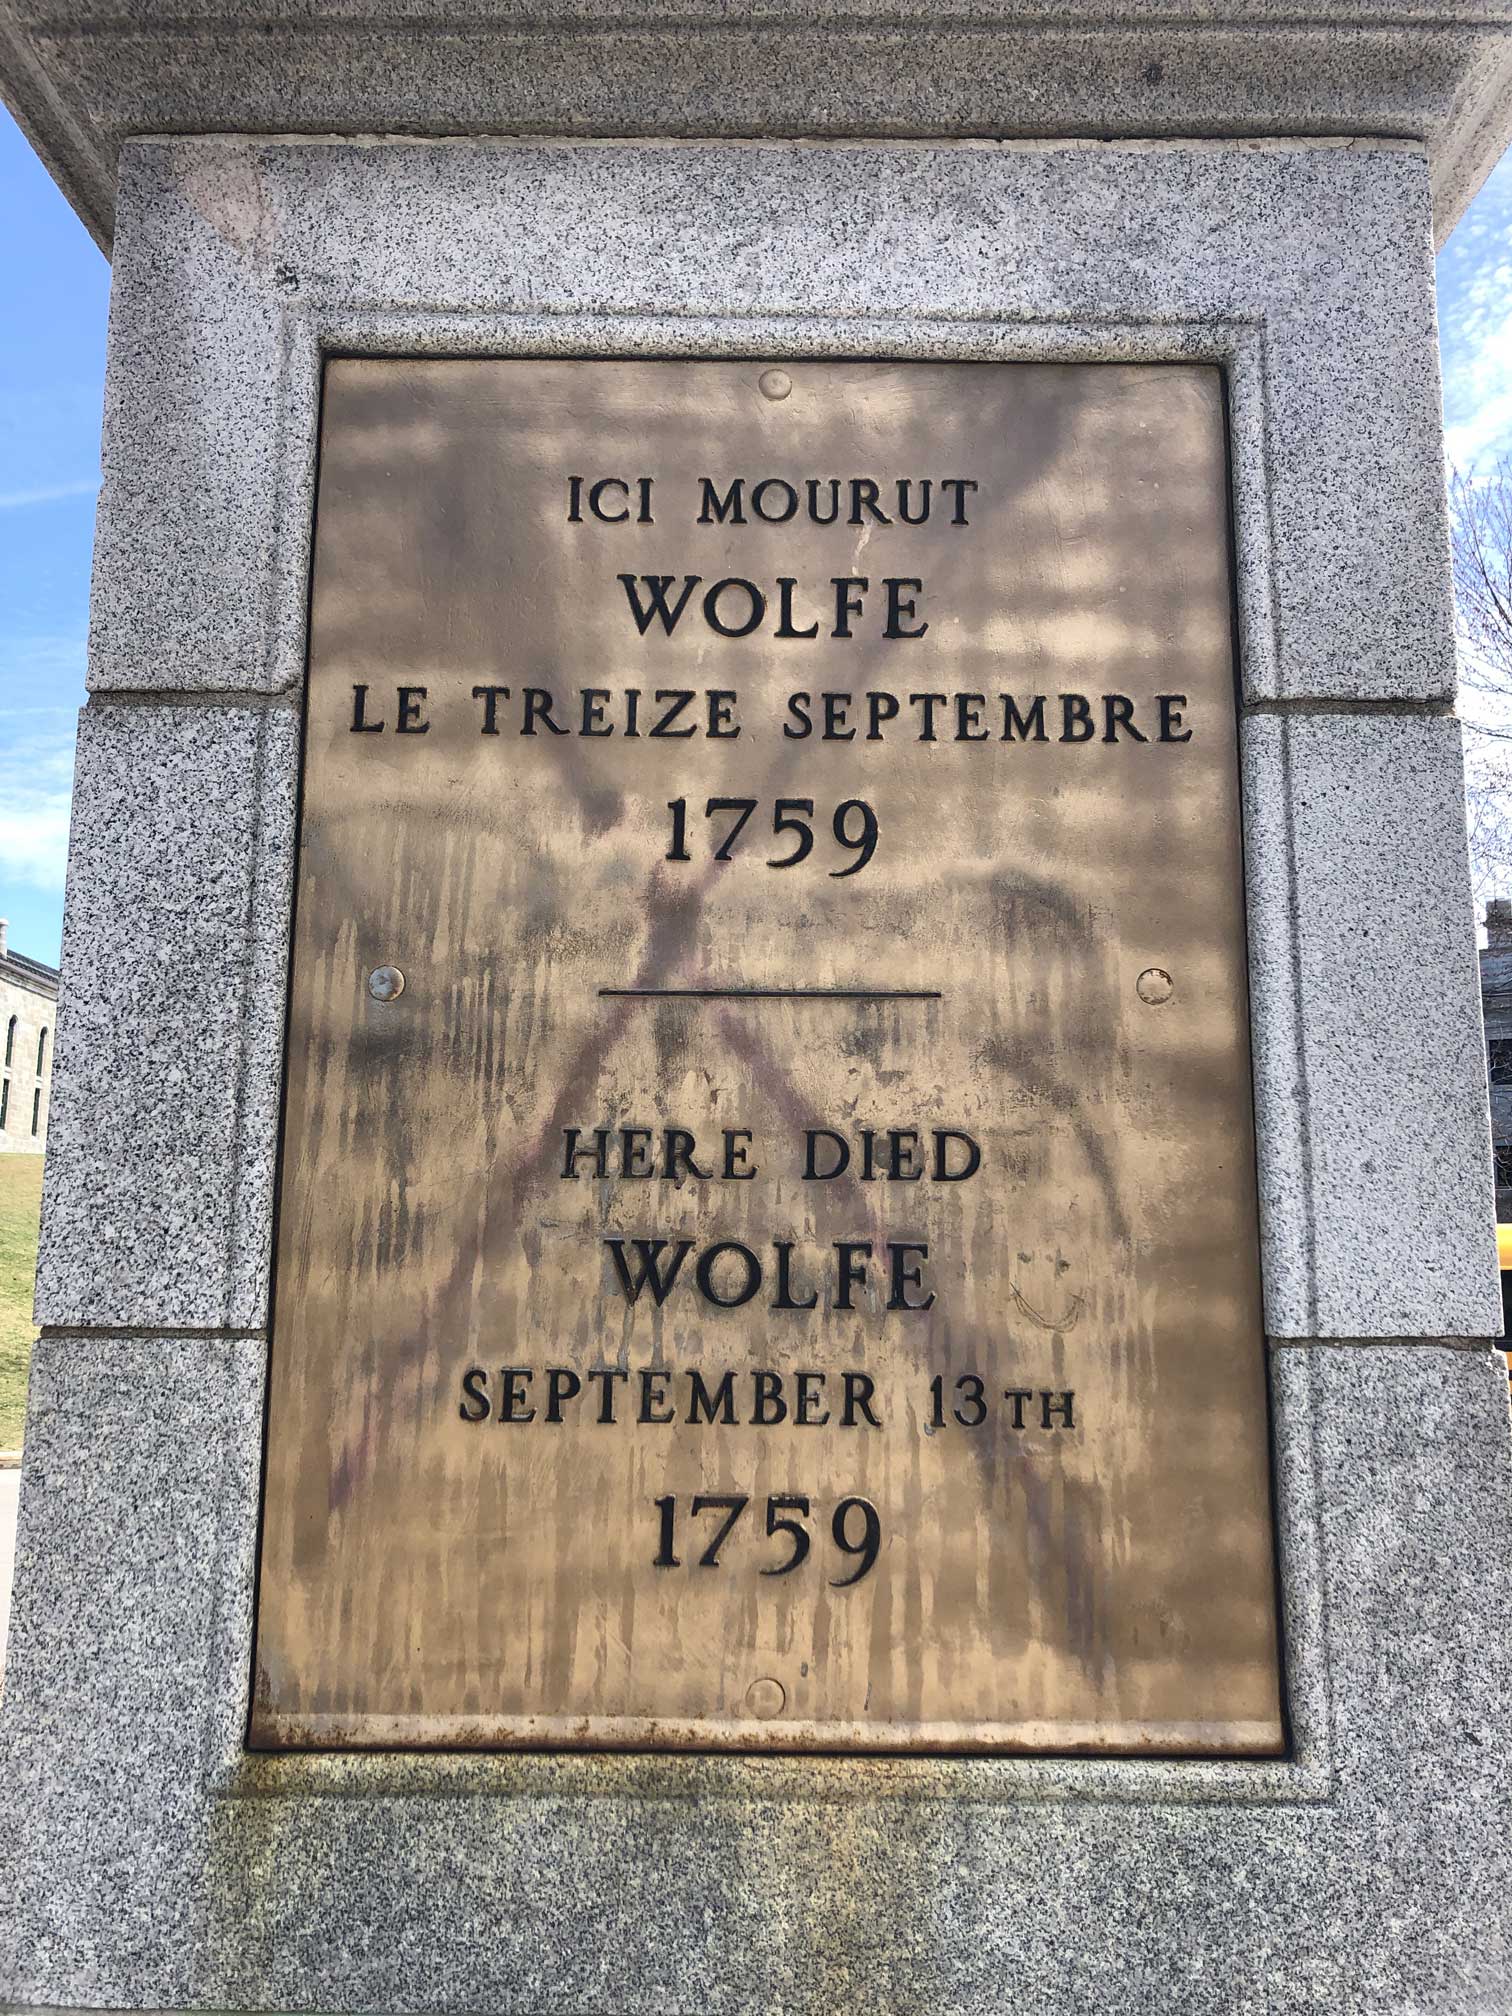 ICI MOURUT
WOLFE
LE TREIZE SEPTEMBRE
1759
HERE DIED
WOLFE
SEPTEMBER 13TH
1759